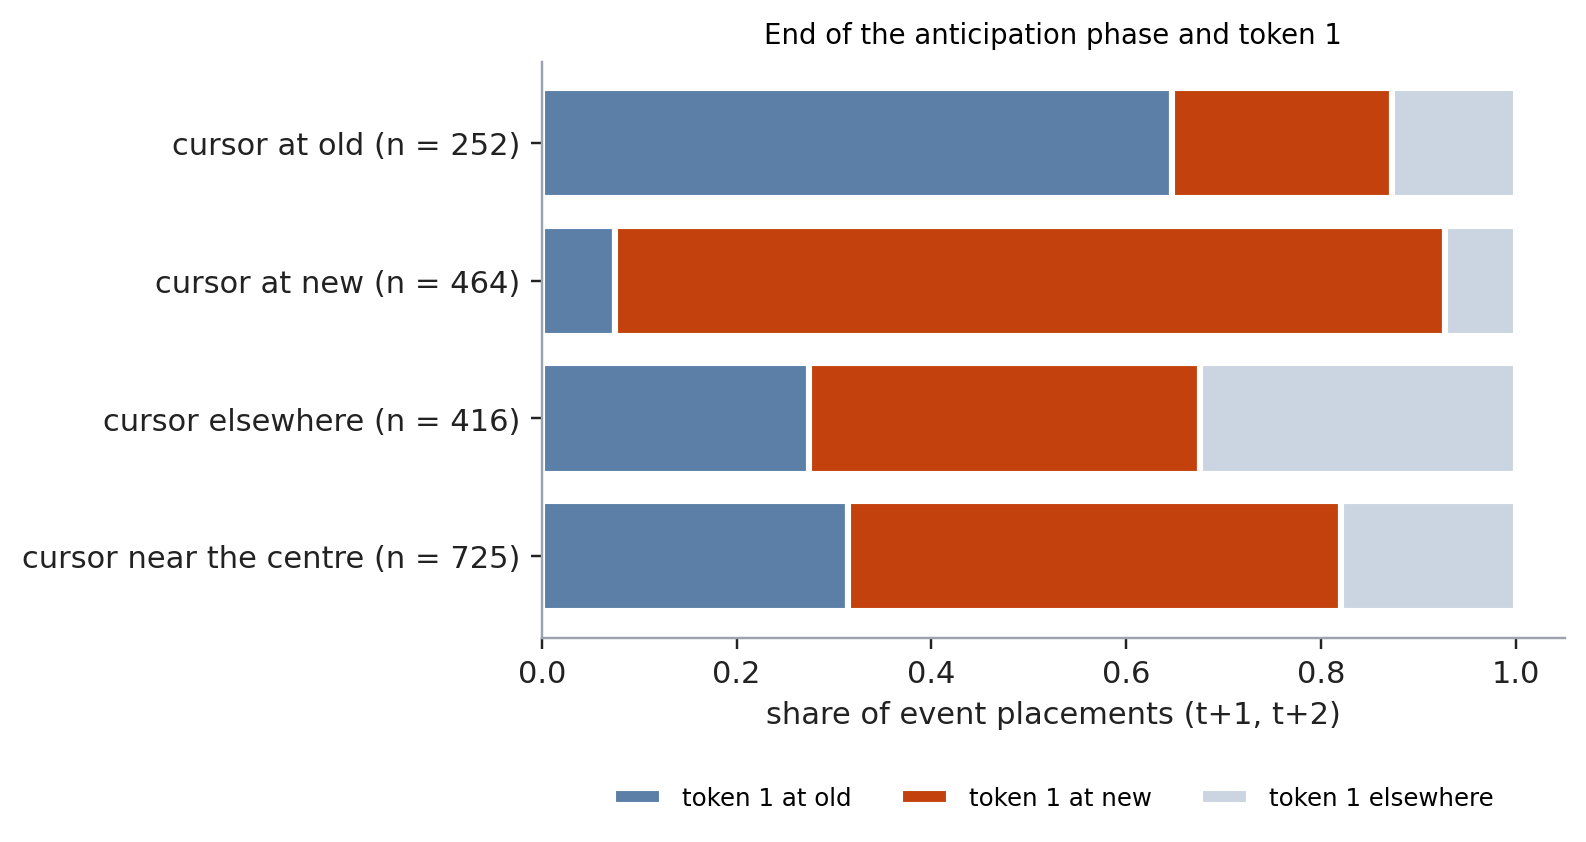 End of the anticipation phase and token 1
cursor at old (n = 252)
cursor at new (n = 464)
cursor elsewhere (n = 416)
cursor near the centre (n = 725)
0.0 0.2 0.4 0.6 0.8 1.0
share of event placements (t+1, t+2)
token 1 at old token 1 at new token 1 elsewhere